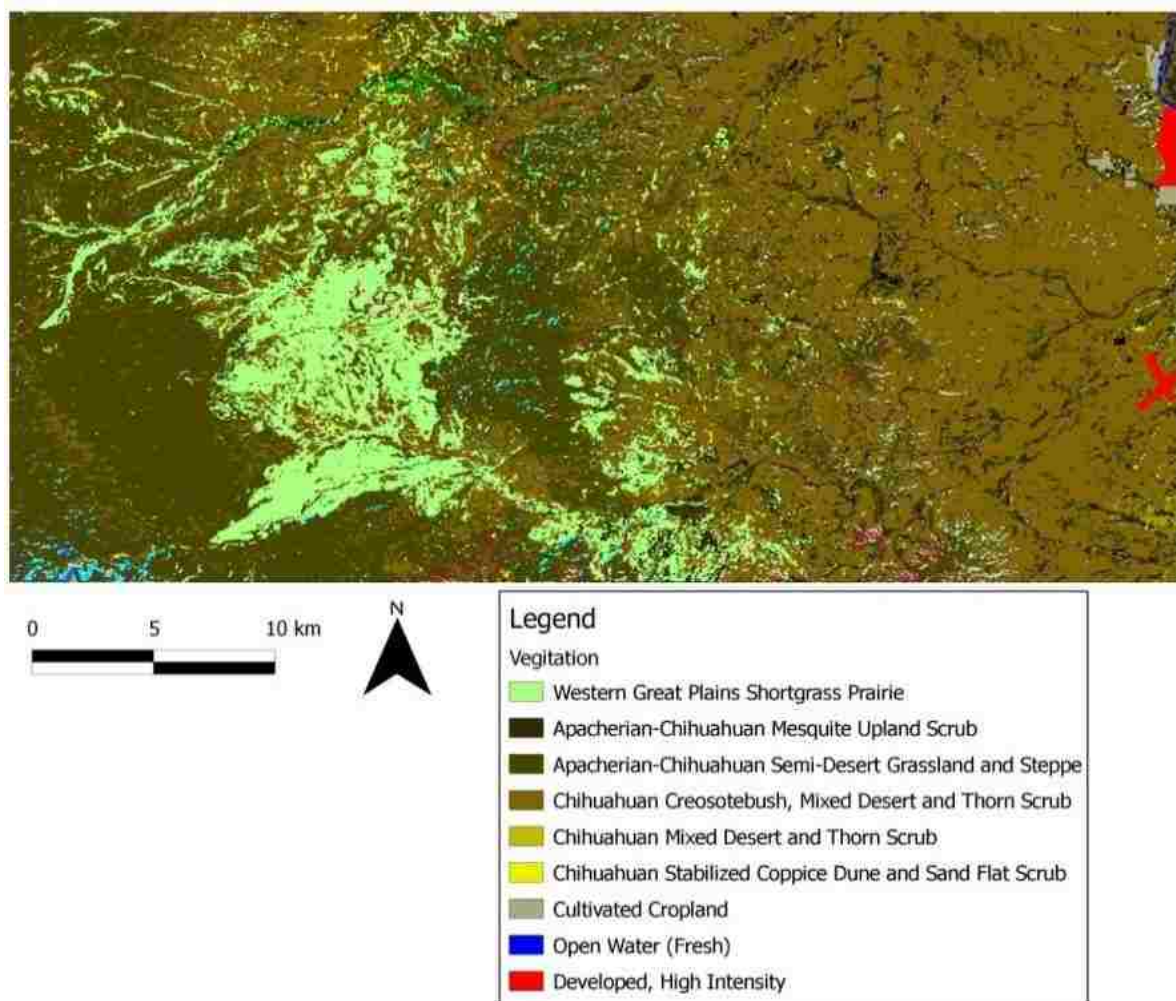 0 5 10 km
N
Legend
Vegitation
Western Great Plains Shortgrass Prairie
Apacherian-Chihuahuan Mesquite Upland Scrub
Apacherian-Chihuahuan Semi-Desert Grassland and Steppe
Chihuahuan Creosotebush, Mixed Desert and Thorn Scrub
Chihuahuan Mixed Desert and Thorn Scrub
Chihuahuan Stabilized Coppice Dune and Sand Flat Scrub
Cultivated Cropland
Open Water (Fresh)
Developed, High Intensity